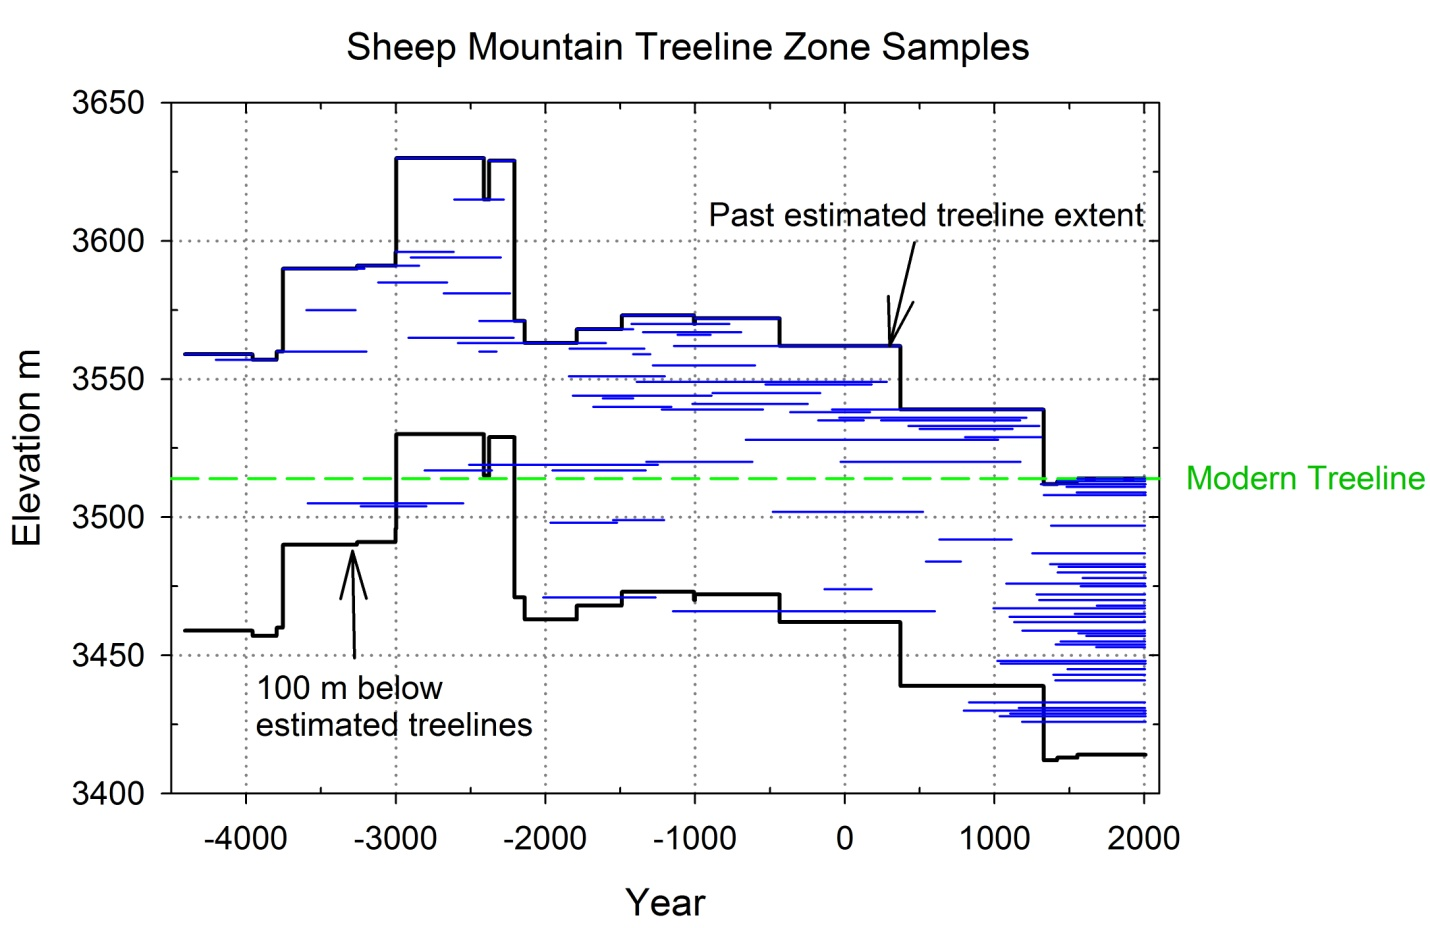 Sheep Mountain Treeline Zone Samples
3650
3600
3550
3500
3450
3400
Elevation m
Past estimated treeline extent
Modern Treeline
100 m below
estimated treelines
-4000 -3000 -2000 -1000 0 1000 2000
Year